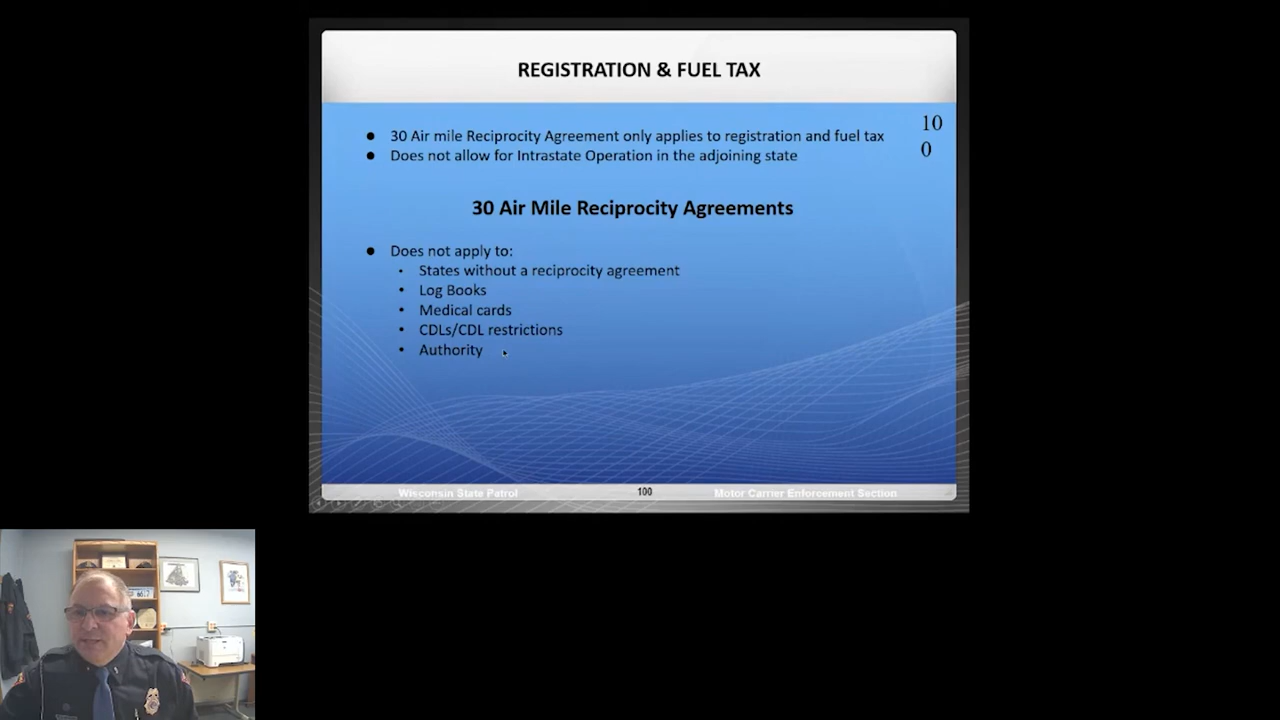 REGISTRATION & FUEL TAX
10
0
● 30 Air mile Reciprocity Agreement only applies to registration and fuel tax
● Does not allow for Intrastate Operation in the adjoining state
30 Air Mile Reciprocity Agreements
● Does not apply to:
• States without a reciprocity agreement
• Log Books
• Medical cards
• CDLs/CDL restrictions
• Authority
Wisconsin State Patrol
100
Motor Carrier Enforcement Section